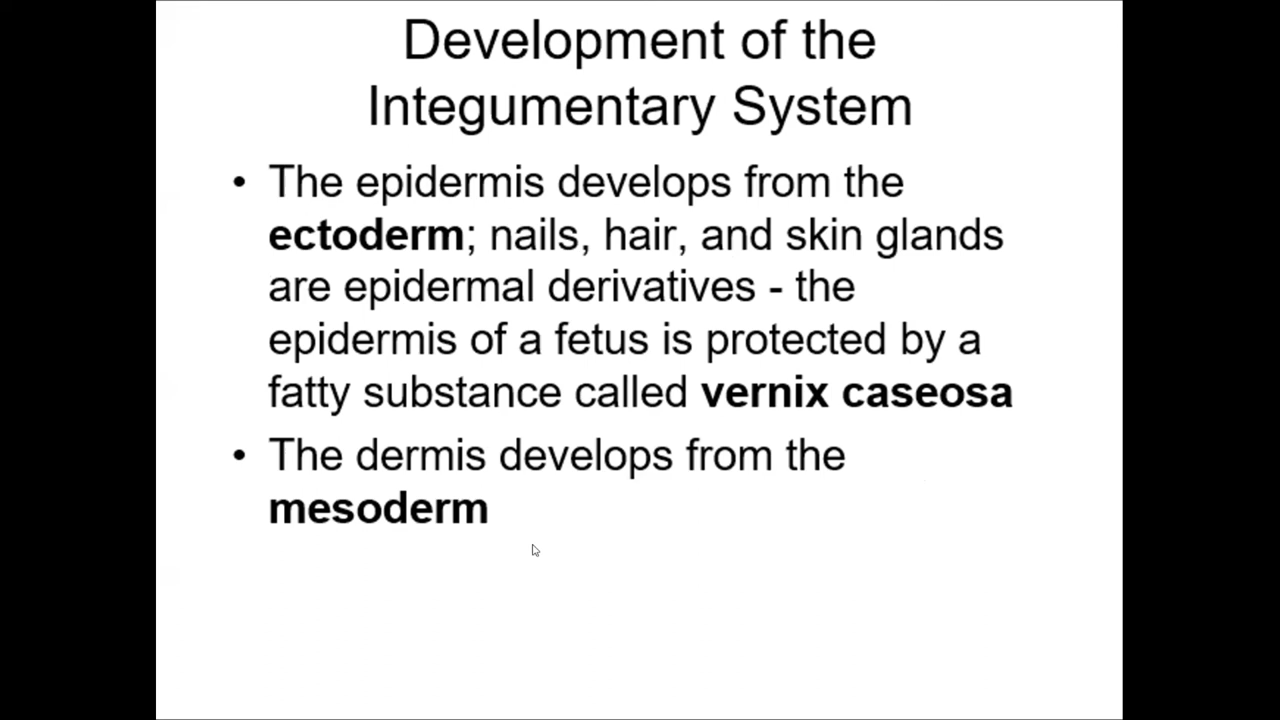 Development of the
Integumentary System
• The epidermis develops from the
ectoderm; nails, hair, and skin glands
are epidermal derivatives - the
epidermis of a fetus is protected by a
fatty substance called vernix caseosa
• The dermis develops from the
mesoderm